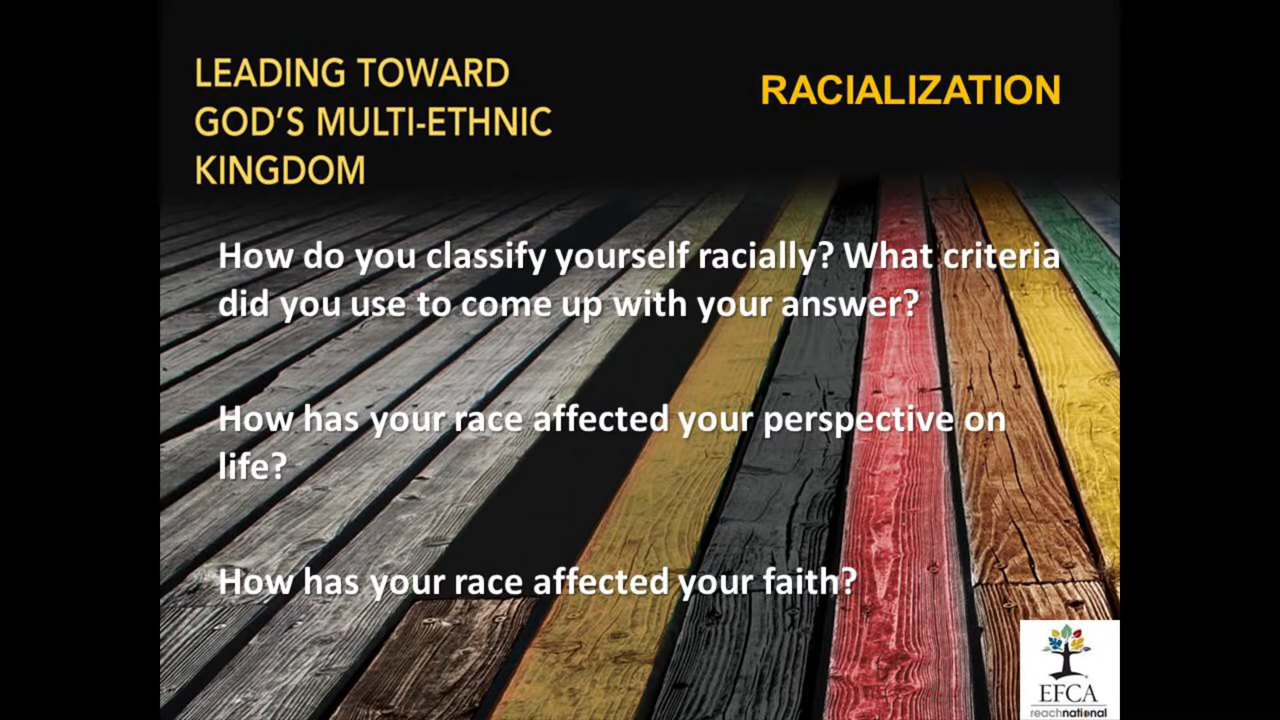 LEADING TOWARD
GOD'S MULTI-ETHNIC
KINGDOM
RACIALIZATION
How do you classify yourself racially? What criteria
did you use to come up with your answer?
How has your race affected your perspective on
life?
How has your race affected your faith?
EFCA
reachnational